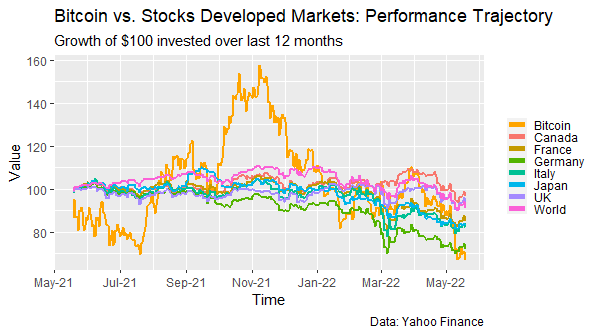 Bitcoin vs. Stocks Developed Markets: Performance Trajectory
Growth of $100 invested over last 12 months
160
140
120
100
80
Value
May-21 Jul-21 Sep-21 Nov-21 Jan-22 Mar-22 May-22
Time
Bitcoin
Canada
France
Germany
Italy
Japan
UK
World
Data: Yahoo Finance